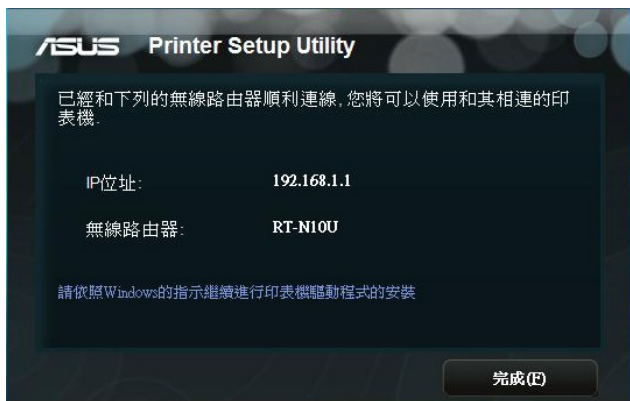 ASUS Printer Setup Utility
已經和下列的無線路由器順利連線,您將可以使用和其相連的印
表機.
IP位址: 192.168.1.1
無線路由器: RT-N10U
請依照Windows的指示繼續進行印表機驅動程式的安裝
完成(F)